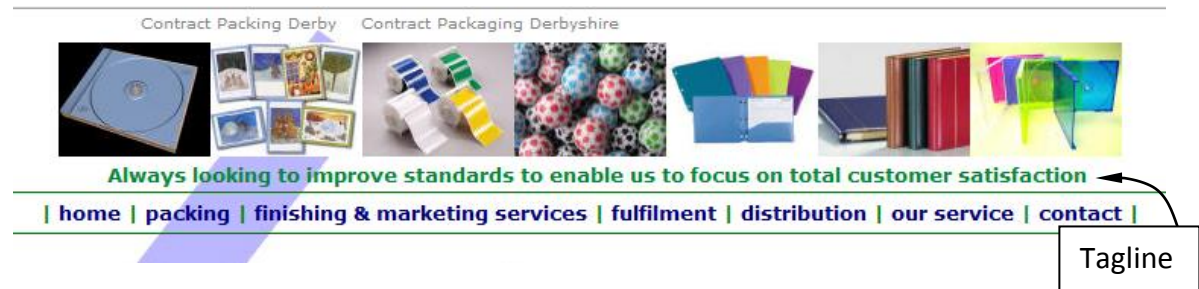 Contract Packing Derby Contract Packaging Derbyshire
Always looking to improve standards to enable us to focus on total customer satisfaction
| home | packing | finishing & marketing services | fulfilment | distribution | our service | contact |
Tagline